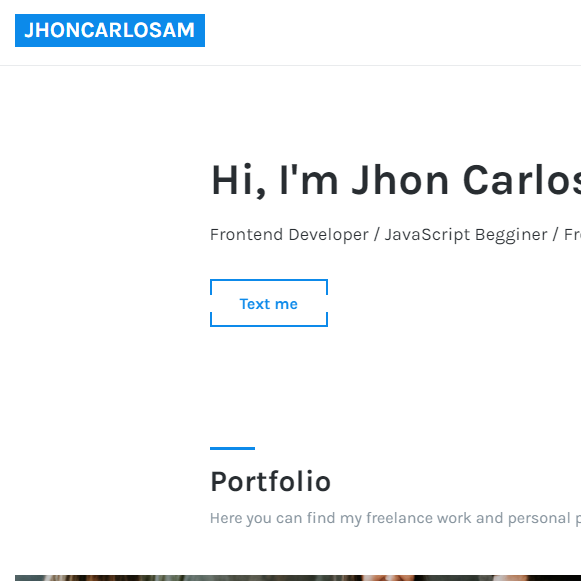 JHONCARLOSAM
Hi, I'm Jhon Carlos
Frontend Developer / JavaScript Begginer / Fr
Text me
Portfolio
Here you can find my freelance work and personal p